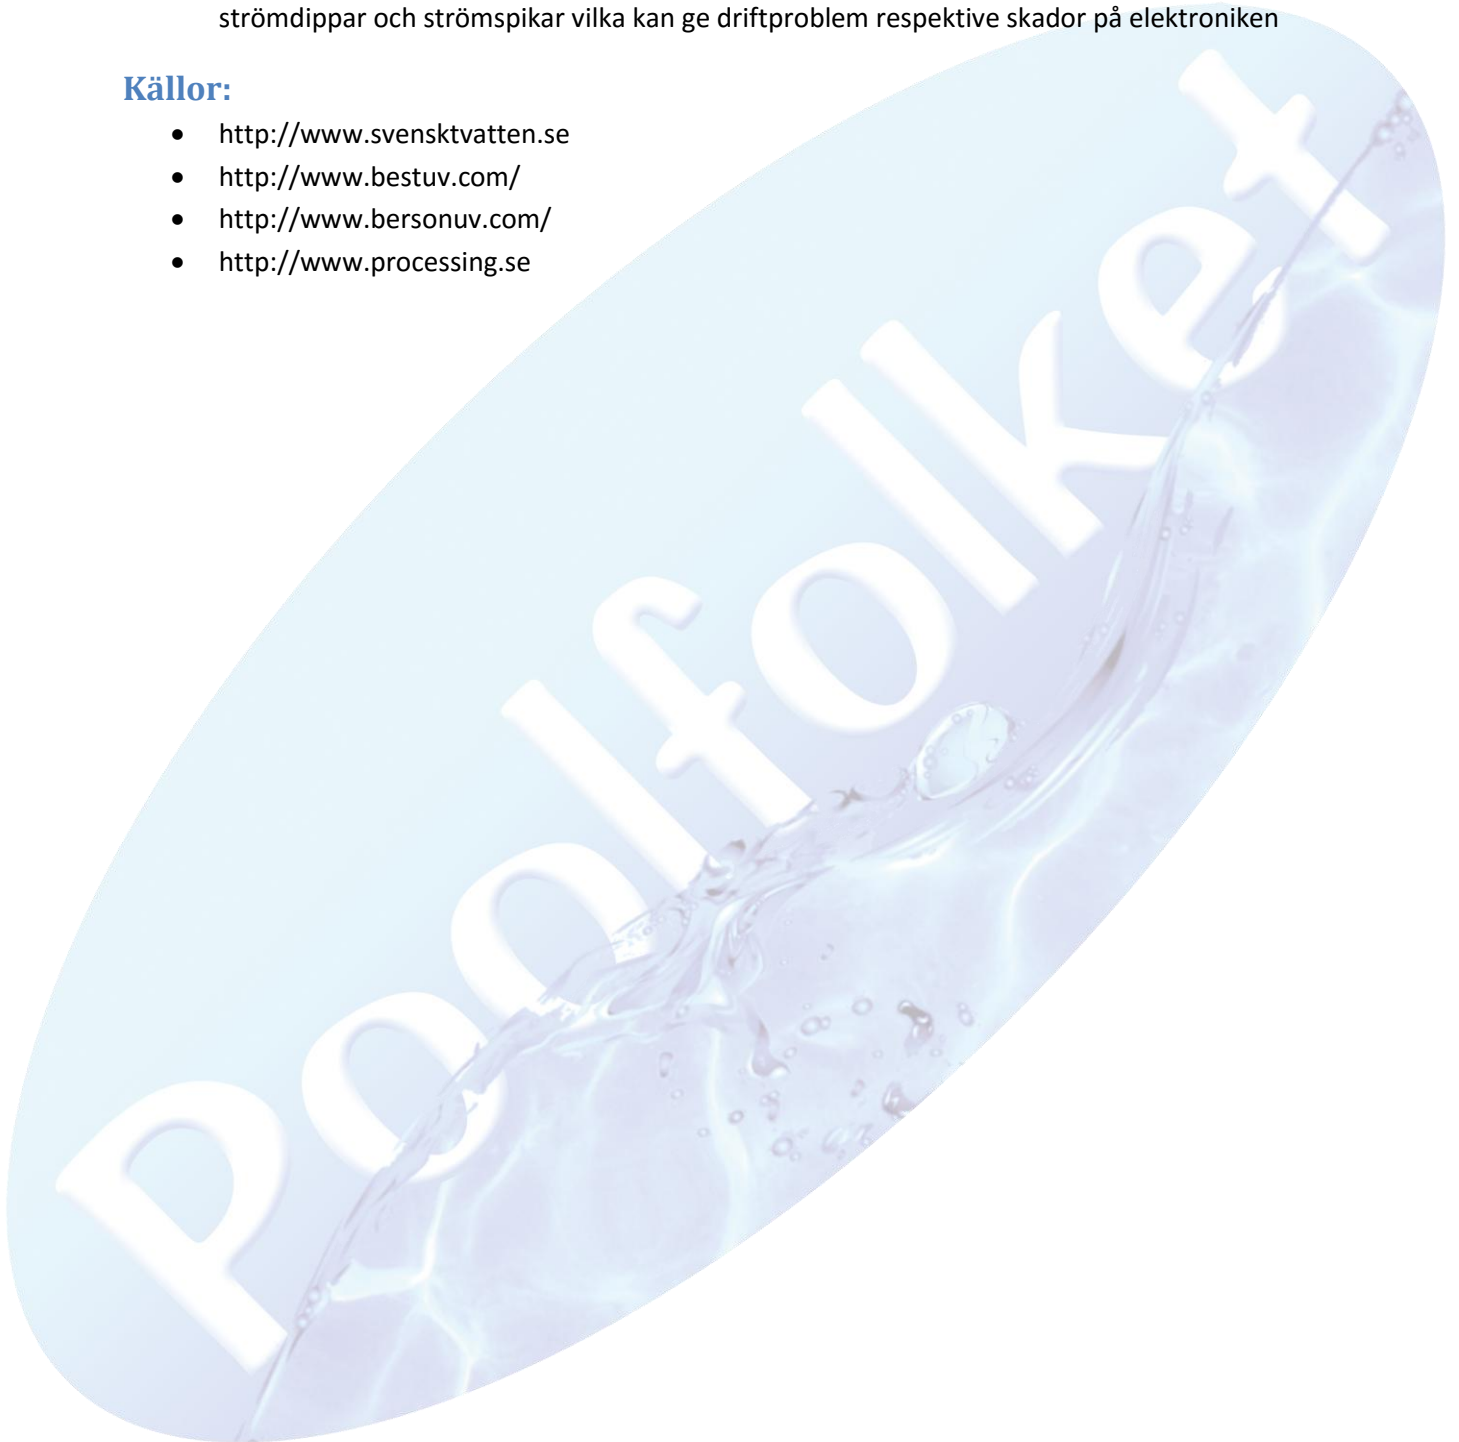 strömdippar och strömspikar vilka kan ge driftproblem respektive skador på elektroniken
Källor:
• http://www.svensktvatten.se
• http://www.bestuv.com/
• http://www.bersonuv.com/
• http://www.processing.se
Poolfolket